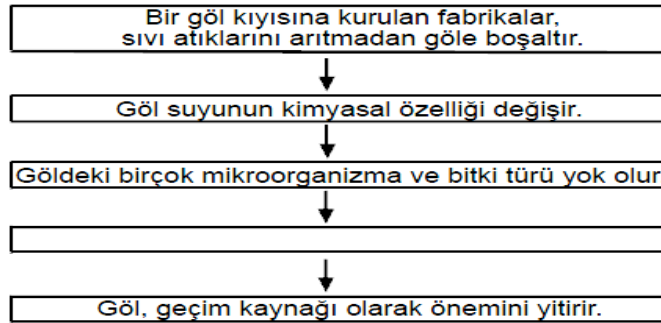 Bir göl kıyısına kurulan fabrikalar,
sıvı atıklarını arıtmadan göle boşaltır.
Göl suyunun kimyasal özelliği değişir.
Göldeki birçok mikroorganizma ve bitki türü yok olur
Göl, geçim kaynağı olarak önemini yitirir.